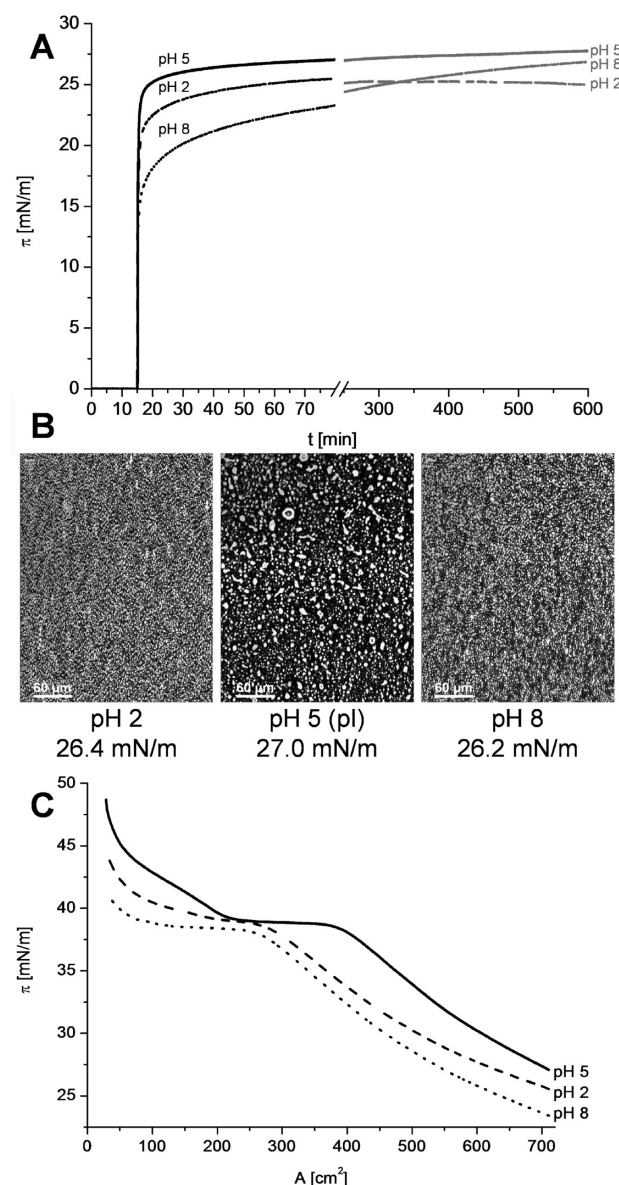 A
30
25
20
15
10
5
0
π [mN/m]
pH 5
pH 2
pH 8
pH 5
pH 8
pH 2
0 10 20 30 40 50 60 70 300 400 500 600
t [min]
B
60 µm 60 µm 60 µm
pH 2 pH 5 (pI) pH 8
26.4 mN/m 27.0 mN/m 26.2 mN/m
C
50
45
40
35
30
25
π [mN/m]
pH 5
pH 2
pH 8
0 100 200 300 400 500 600 700
A [cm²]